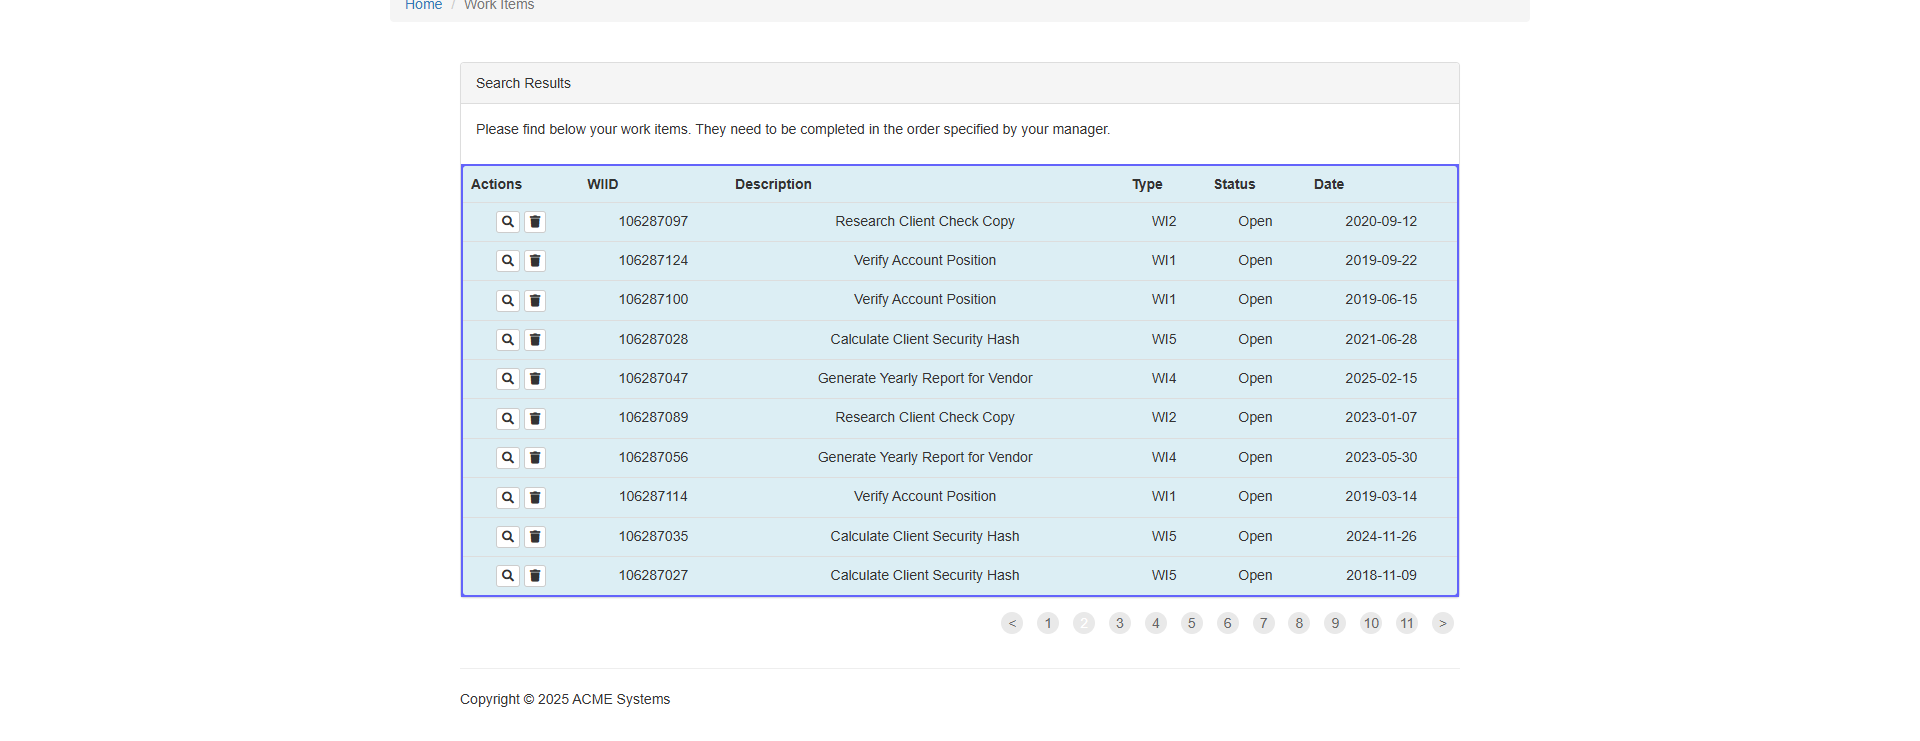 Home / Work Items
Search Results
Please find below your work items. They need to be completed in the order specified by your manager.
Actions WIID Description Type Status Date
106287097 Research Client Check Copy WI2 Open 2020-09-12
106287124 Verify Account Position WI1 Open 2019-09-22
106287100 Verify Account Position WI1 Open 2019-06-15
106287028 Calculate Client Security Hash WI5 Open 2021-06-28
106287047 Generate Yearly Report for Vendor WI4 Open 2025-02-15
106287089 Research Client Check Copy WI2 Open 2023-01-07
106287056 Generate Yearly Report for Vendor WI4 Open 2023-05-30
106287114 Verify Account Position WI1 Open 2019-03-14
106287035 Calculate Client Security Hash WI5 Open 2024-11-26
106287027 Calculate Client Security Hash WI5 Open 2018-11-09
< 1 2 3 4 5 6 7 8 9 10 11 >
Copyright © 2025 ACME Systems